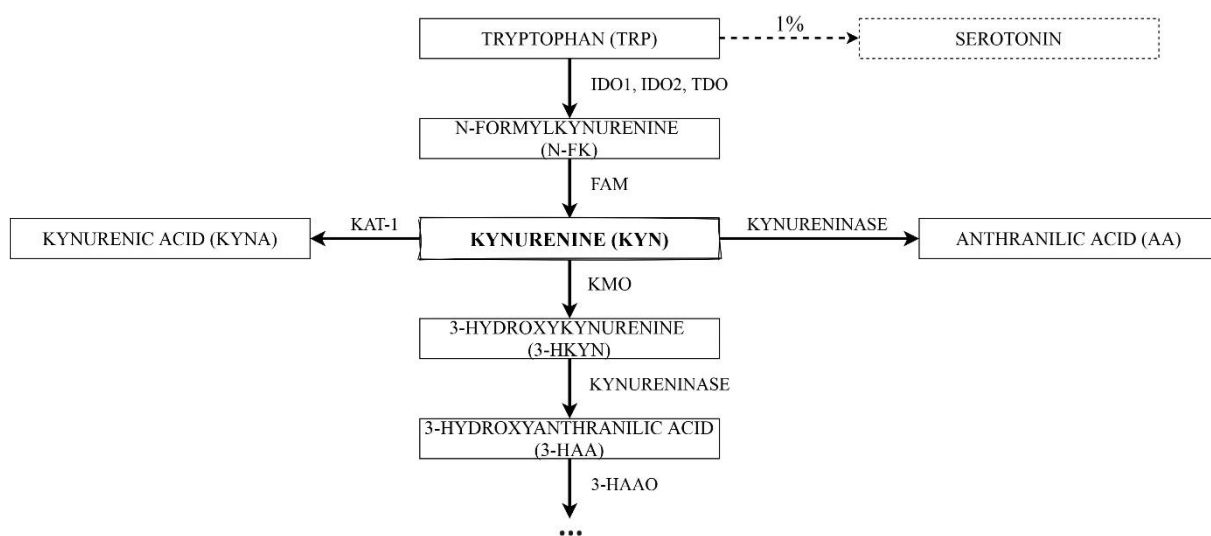 TRYPTOPHAN (TRP)
1%
SEROTONIN
IDO1, IDO2, TDO
N-FORMYLKYNURENINE
(N-FK)
FAM
KYNURENIC ACID (KYNA)
KAT-1
KYNURENINE (KYN)
KYNURENINASE
ANTHRANILIC ACID (AA)
KMO
3-HYDROXYKYNURENINE
(3-HKYN)
KYNURENINASE
3-HYDROXYANTHRANILIC ACID
(3-HAA)
3-HAAO
...